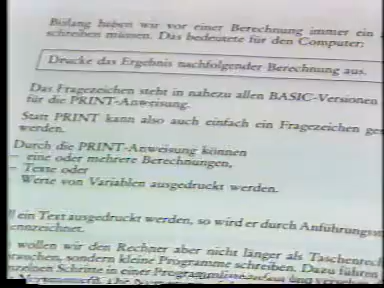 Bislang haben wir vor einer Berechnung immer ein
schreiben müssen. Das bedeutete für den Computer:
Drucke das Ergebnis nachfolgender Berechnung aus.
Das Fragezeichen steht in nahezu allen BASIC-Versionen
für die PRINT-Anweisung.
Statt PRINT kann also auch einfach ein Fragezeichen
werden.
Durch die PRINT-Anweisung können
– eine oder mehrere Berechnungen,
– Texte oder
– Werte von Variablen ausgedruckt werden.
ein Text ausgedruckt werden, so wird er durch
wollen wir den Rechner aber nicht länger als
sondern kleine Programme schreiben. Dazu führen
Schritte in einer